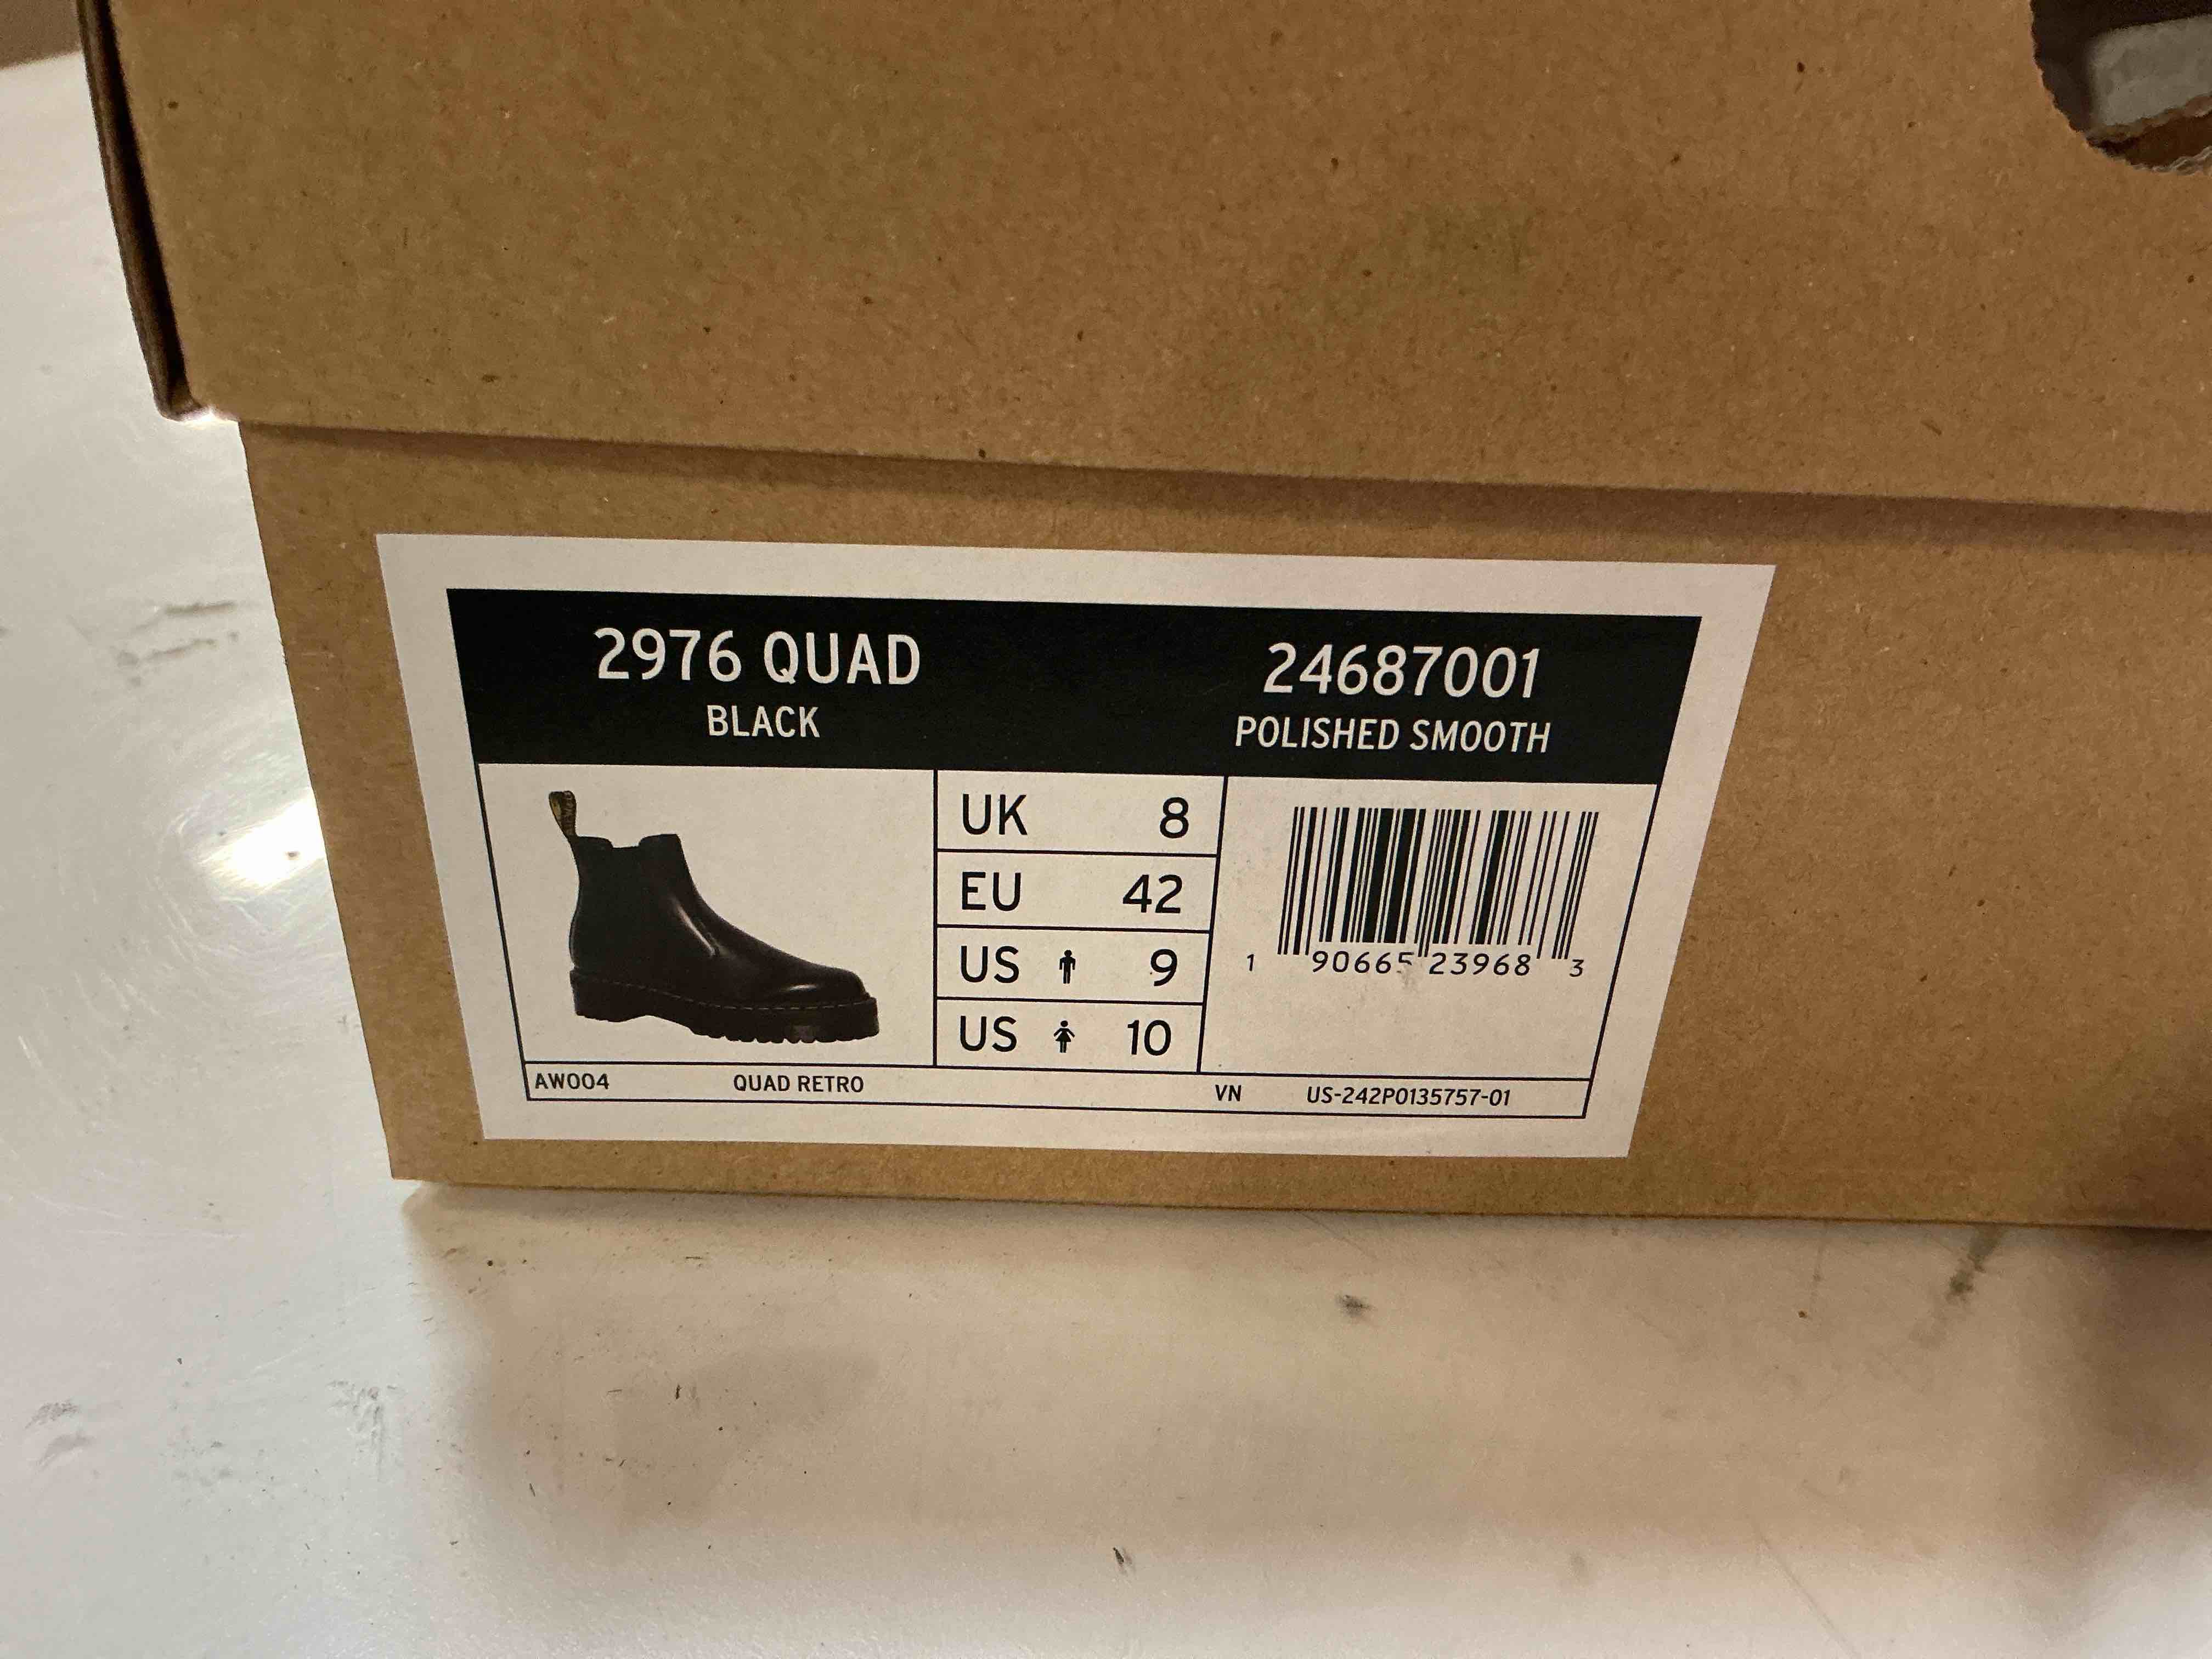 2976 QUAD
BLACK
24687001
POLISHED SMOOTH
UK 8
EU 42
US 9
US 10
1 90665 23968 3
AW004 QUAD RETRO VN US-242P0135757-01